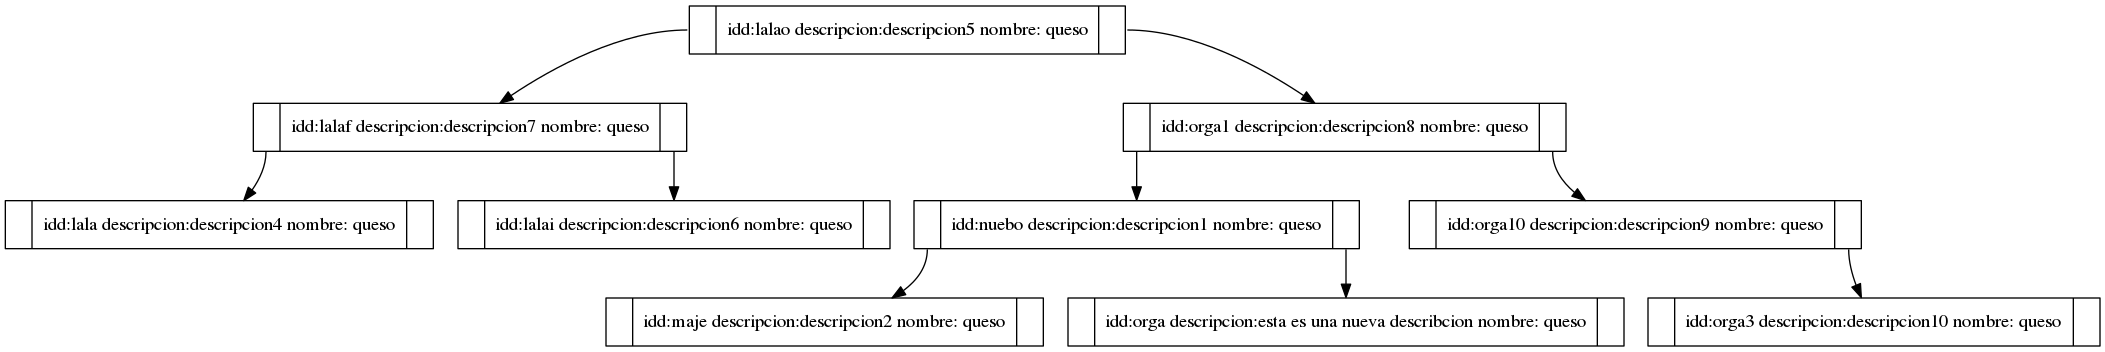 idd:lalao descripcion:descripcion5 nombre: queso
idd:lalaf descripcion:descripcion7 nombre: queso
idd:orga1 descripcion:descripcion8 nombre: queso
idd:lala descripcion:descripcion4 nombre: queso
idd:lalai descripcion:descripcion6 nombre: queso
idd:nuebo descripcion:descripcion1 nombre: queso
idd:orga10 descripcion:descripcion9 nombre: queso
idd:maje descripcion:descripcion2 nombre: queso
idd:orga descripcion:esta es una nueva describcion nombre: queso
idd:orga3 descripcion:descripcion10 nombre: queso